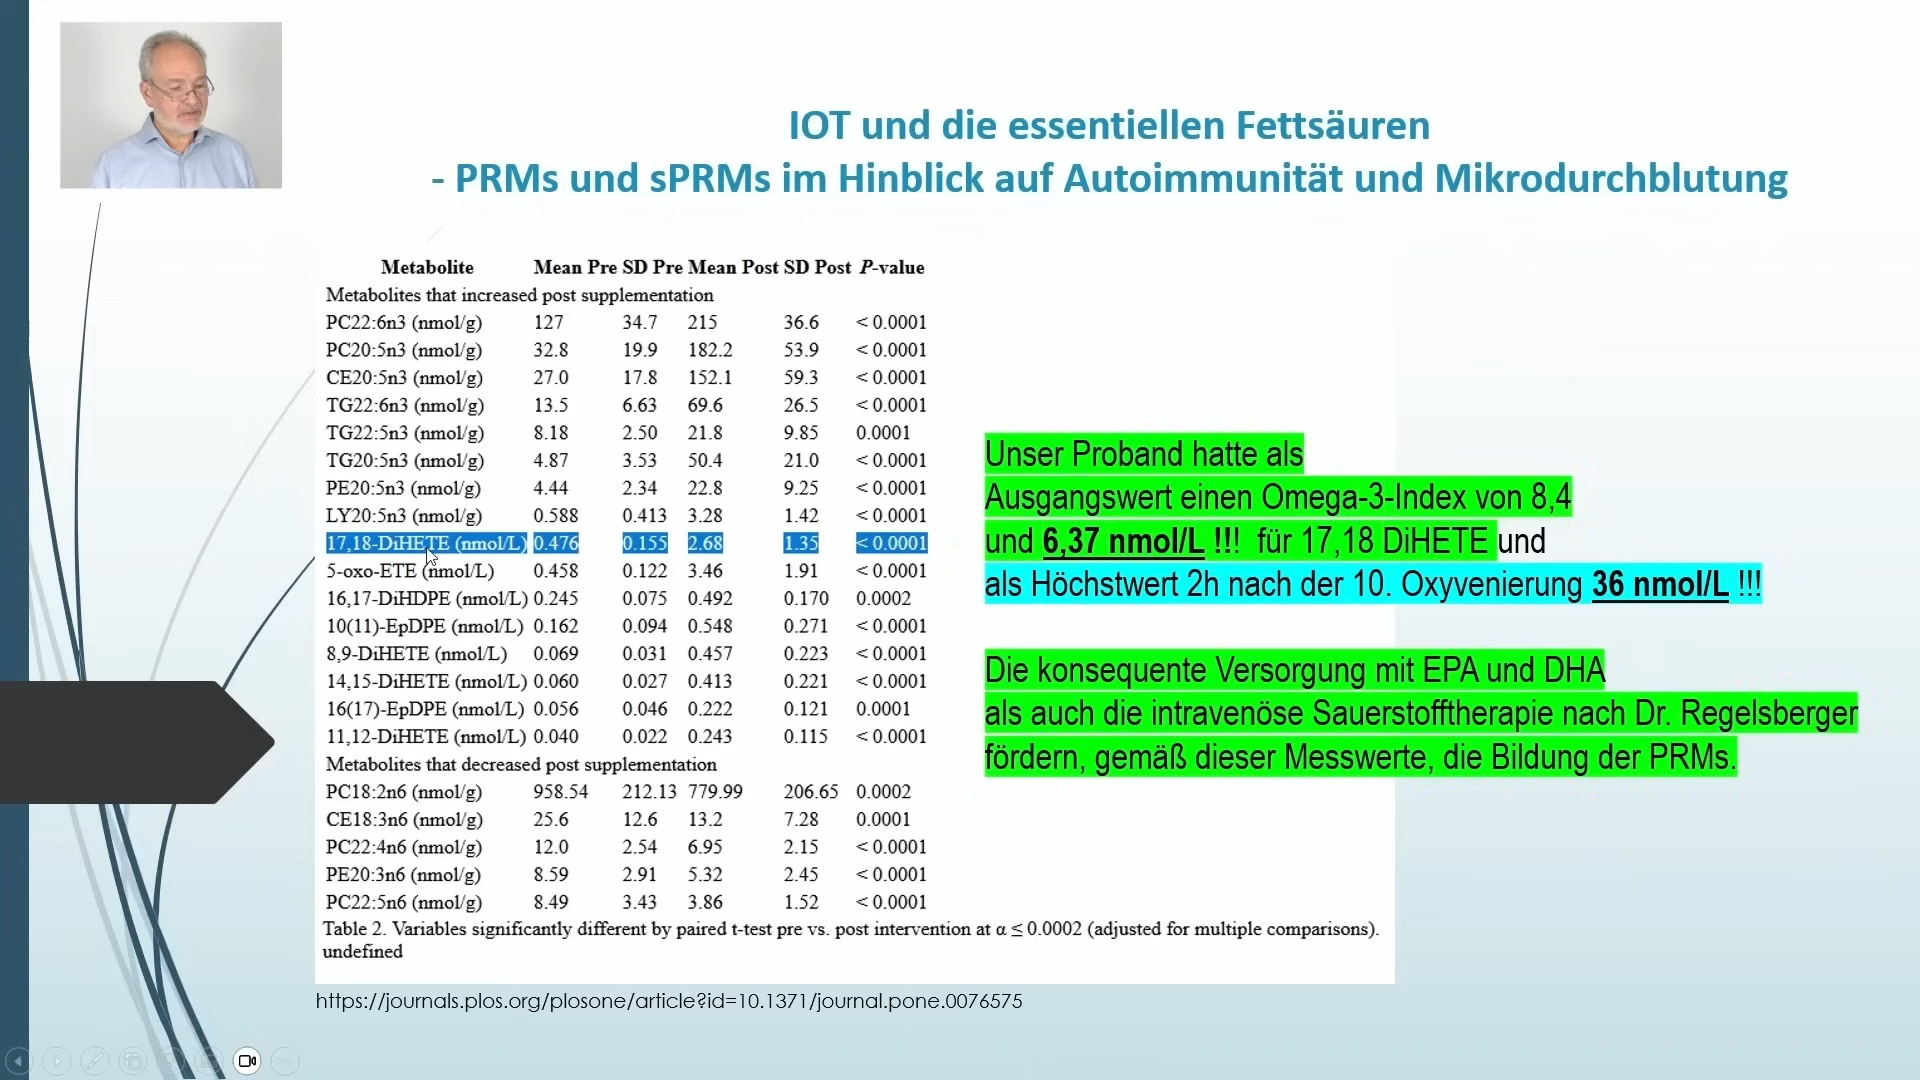 IOT und die essentiellen Fettsäuren
- PRMs und sPRMs im Hinblick auf Autoimmunität und Mikrodurchblutung
Metabolite Mean Pre SD Pre Mean Post SD Post P-value
Metabolites that increased post supplementation
PC22:6n3 (nmol/g) 127 34.7 215 36.6 < 0.0001
PC20:5n3 (nmol/g) 32.8 19.9 182.2 53.9 < 0.0001
CE20:5n3 (nmol/g) 27.0 17.8 152.1 59.3 < 0.0001
TG22:6n3 (nmol/g) 13.5 6.63 69.6 26.5 < 0.0001
TG22:5n3 (nmol/g) 8.18 2.50 21.8 9.85 0.0001
TG20:5n3 (nmol/g) 4.87 3.53 50.4 21.0 < 0.0001
PE20:5n3 (nmol/g) 4.44 2.34 22.8 9.25 < 0.0001
LY20:5n3 (nmol/g) 0.588 0.413 3.28 1.42 < 0.0001
17,18-DiHETE (nmol/L) 0.476 0.155 2.68 1.35 < 0.0001
5-oxo-ETE (nmol/L) 0.458 0.122 3.46 1.91 < 0.0001
16,17-DiHDPE (nmol/L) 0.245 0.075 0.492 0.170 0.0002
10(11)-EpDPE (nmol/L) 0.162 0.094 0.548 0.271 < 0.0001
8,9-DiHETE (nmol/L) 0.069 0.031 0.457 0.223 < 0.0001
14,15-DiHETE (nmol/L) 0.060 0.027 0.413 0.221 < 0.0001
16(17)-EpDPE (nmol/L) 0.056 0.046 0.222 0.121 0.0001
11,12-DiHETE (nmol/L) 0.040 0.022 0.243 0.115 < 0.0001
Metabolites that decreased post supplementation
PC18:2n6 (nmol/g) 958.54 212.13 779.99 206.65 0.0002
CE18:3n6 (nmol/g) 25.6 12.6 13.2 7.28 0.0001
PC22:4n6 (nmol/g) 12.0 2.54 6.95 2.15 < 0.0001
PE20:3n6 (nmol/g) 8.59 2.91 5.32 2.45 < 0.0001
PC22:5n6 (nmol/g) 8.49 3.43 3.86 1.52 < 0.0001
Table 2. Variables significantly different by paired t-test pre vs. post intervention at α ≤ 0.0002 (adjusted for multiple comparisons).
undefined
Unser Proband hatte als
Ausgangswert einen Omega-3-Index von 8,4
und 6,37 nmol/L !!! für 17,18 DiHETE und
als Höchstwert 2h nach der 10. Oxyvenierung 36 nmol/L !!!
Die konsequente Versorgung mit EPA und DHA
als auch die intravenöse Sauerstofftherapie nach Dr. Regelsberger
fördern, gemäß dieser Messwerte, die Bildung der PRMs.
https://journals.plos.org/plosone/article?id=10.1371/journal.pone.0076575